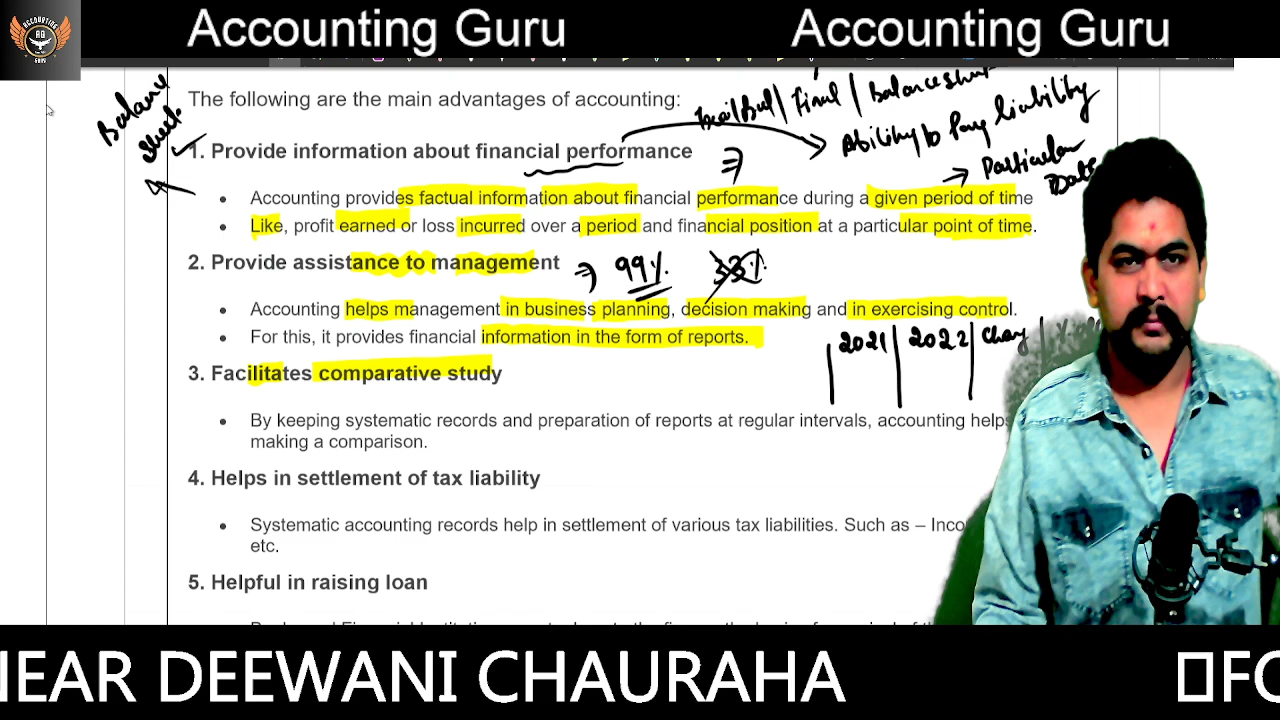 Accounting Guru
Accounting Guru
ACCOUNTING
AG
GURU
Balance
Sheet
The following are the main advantages of accounting:
/ Final / Balance sheet
Ability to Pay liability
→ Particular
Date
1. Provide information about financial performance
• Accounting provides factual information about financial performance during a given period of time
• Like, profit earned or loss incurred over a period and financial position at a particular point of time.
2. Provide assistance to management
⇒ 99%
33%
• Accounting helps management in business planning, decision making and in exercising control.
• For this, it provides financial information in the form of reports.
2021 | 2022 |
3. Facilitates comparative study
• By keeping systematic records and preparation of reports at regular intervals, accounting helps
making a comparison.
4. Helps in settlement of tax liability
• Systematic accounting records help in settlement of various tax liabilities. Such as – Inco
etc.
5. Helpful in raising loan
NEAR DEEWANI CHAURAHA
FO